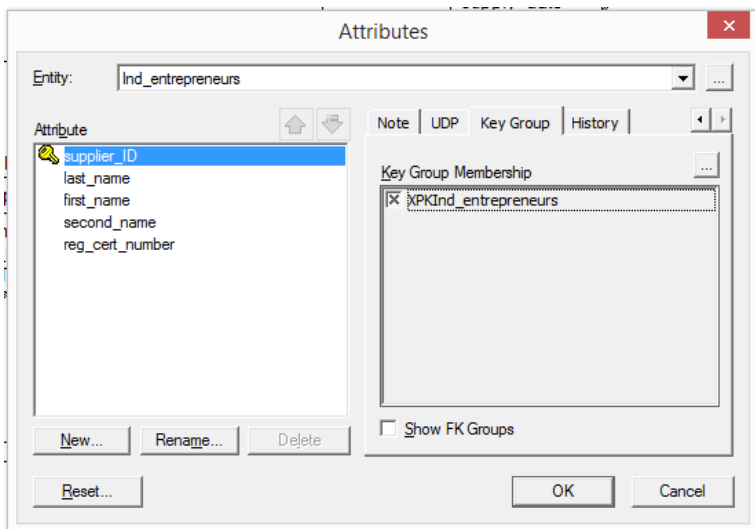 Attributes
Entity: Ind_entrepreneurs ...
Attribute
supplier_ID
last_name
first_name
second_name
reg_cert_number
New... Rename... Delete
Note UDP Key Group History
Key Group Membership ...
XPKInd_entrepreneurs
Show FK Groups
Reset... OK Cancel